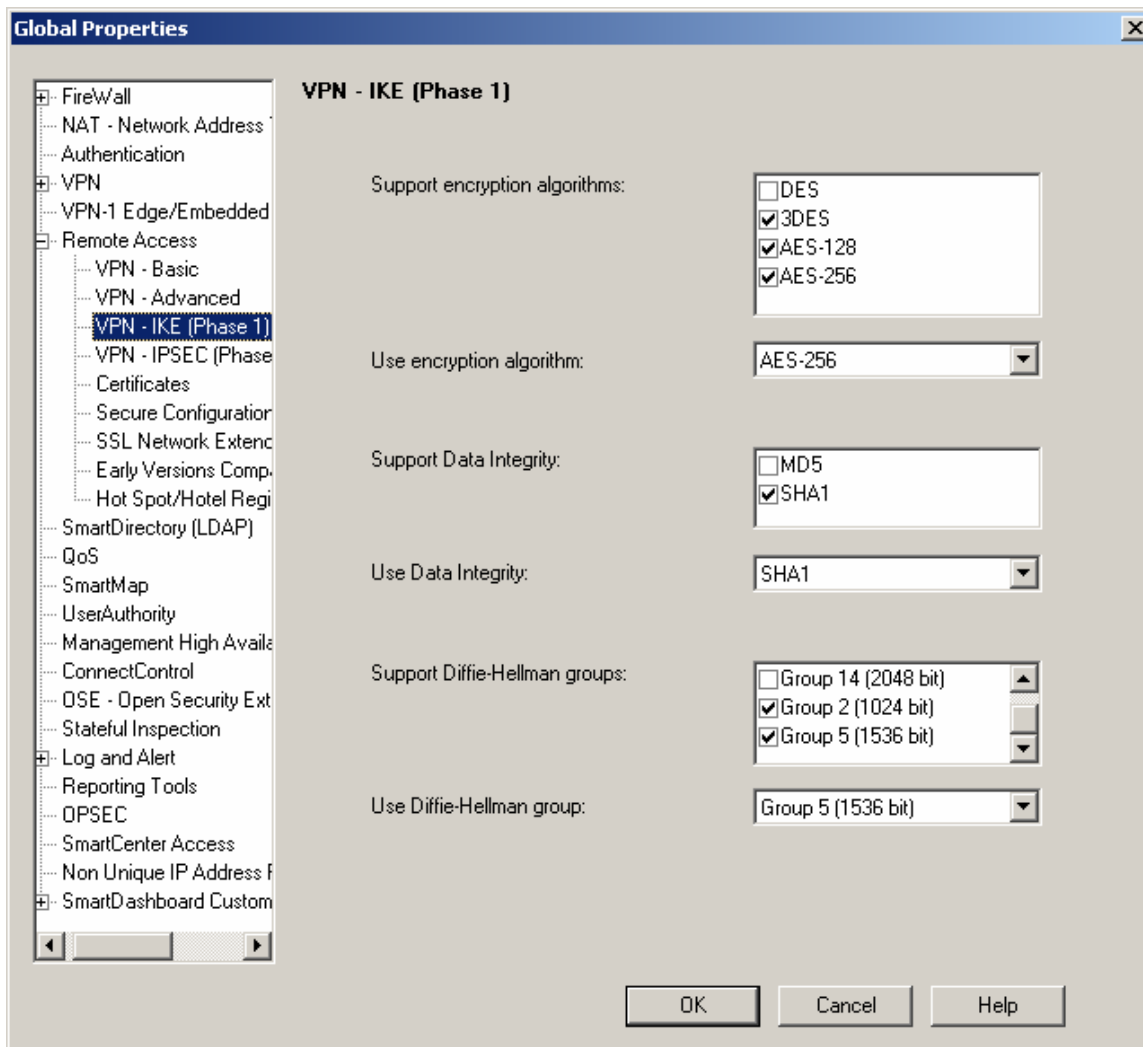 Global Properties
FireWall
NAT - Network Address
Authentication
VPN
VPN-1 Edge/Embedded
Remote Access
VPN - Basic
VPN - Advanced
VPN - IKE (Phase 1)
VPN - IPSEC (Phase
Certificates
Secure Configuration
SSL Network Extend
Early Versions Comp
Hot Spot/Hotel Regi
SmartDirectory (LDAP)
QoS
SmartMap
UserAuthority
Management High Availa
ConnectControl
OSE - Open Security Ext
Stateful Inspection
Log and Alert
Reporting Tools
OPSEC
SmartCenter Access
Non Unique IP Address
SmartDashboard Custom
VPN - IKE (Phase 1)
Support encryption algorithms:
DES
3DES
AES-128
AES-256
Use encryption algorithm:
AES-256
Support Data Integrity:
MD5
SHA1
Use Data Integrity:
SHA1
Support Diffie-Hellman groups:
Group 14 (2048 bit)
Group 2 (1024 bit)
Group 5 (1536 bit)
Use Diffie-Hellman group:
Group 5 (1536 bit)
OK
Cancel
Help